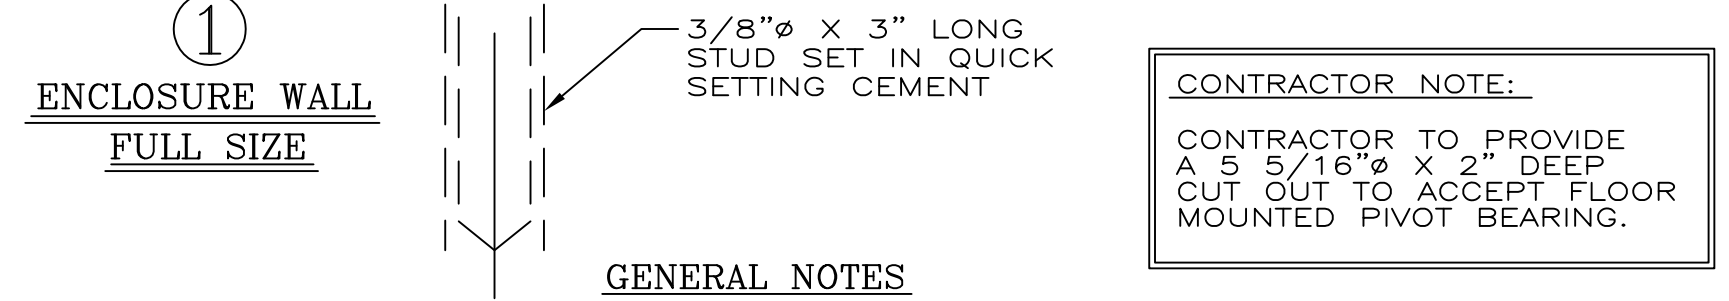 1
ENCLOSURE WALL
FULL SIZE
3/8”ø X 3” LONG
STUD SET IN QUICK
SETTING CEMENT
GENERAL NOTES
CONTRACTOR NOTE:
CONTRACTOR TO PROVIDE
A 5 5/16”ø X 2” DEEP
CUT OUT TO ACCEPT FLOOR
MOUNTED PIVOT BEARING.